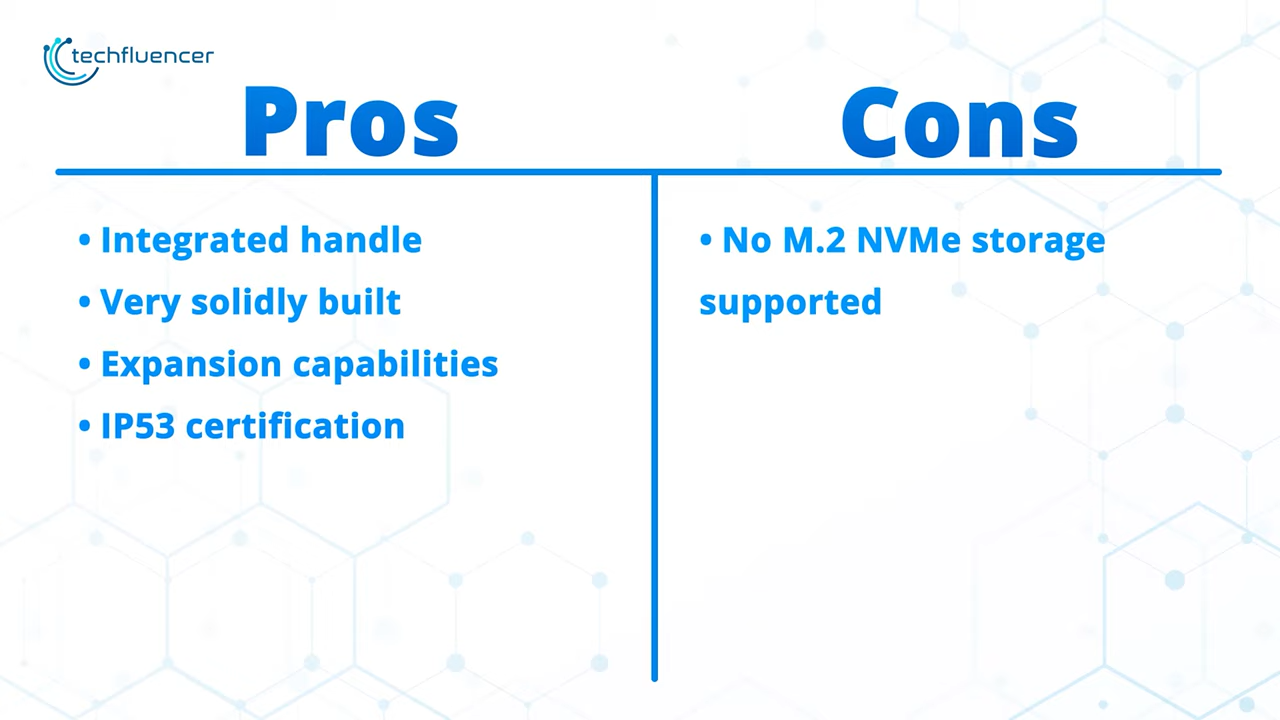 techfluencer
Pros
Cons
• Integrated handle
• Very solidly built
• Expansion capabilities
• IP53 certification
• No M.2 NVMe storage
supported